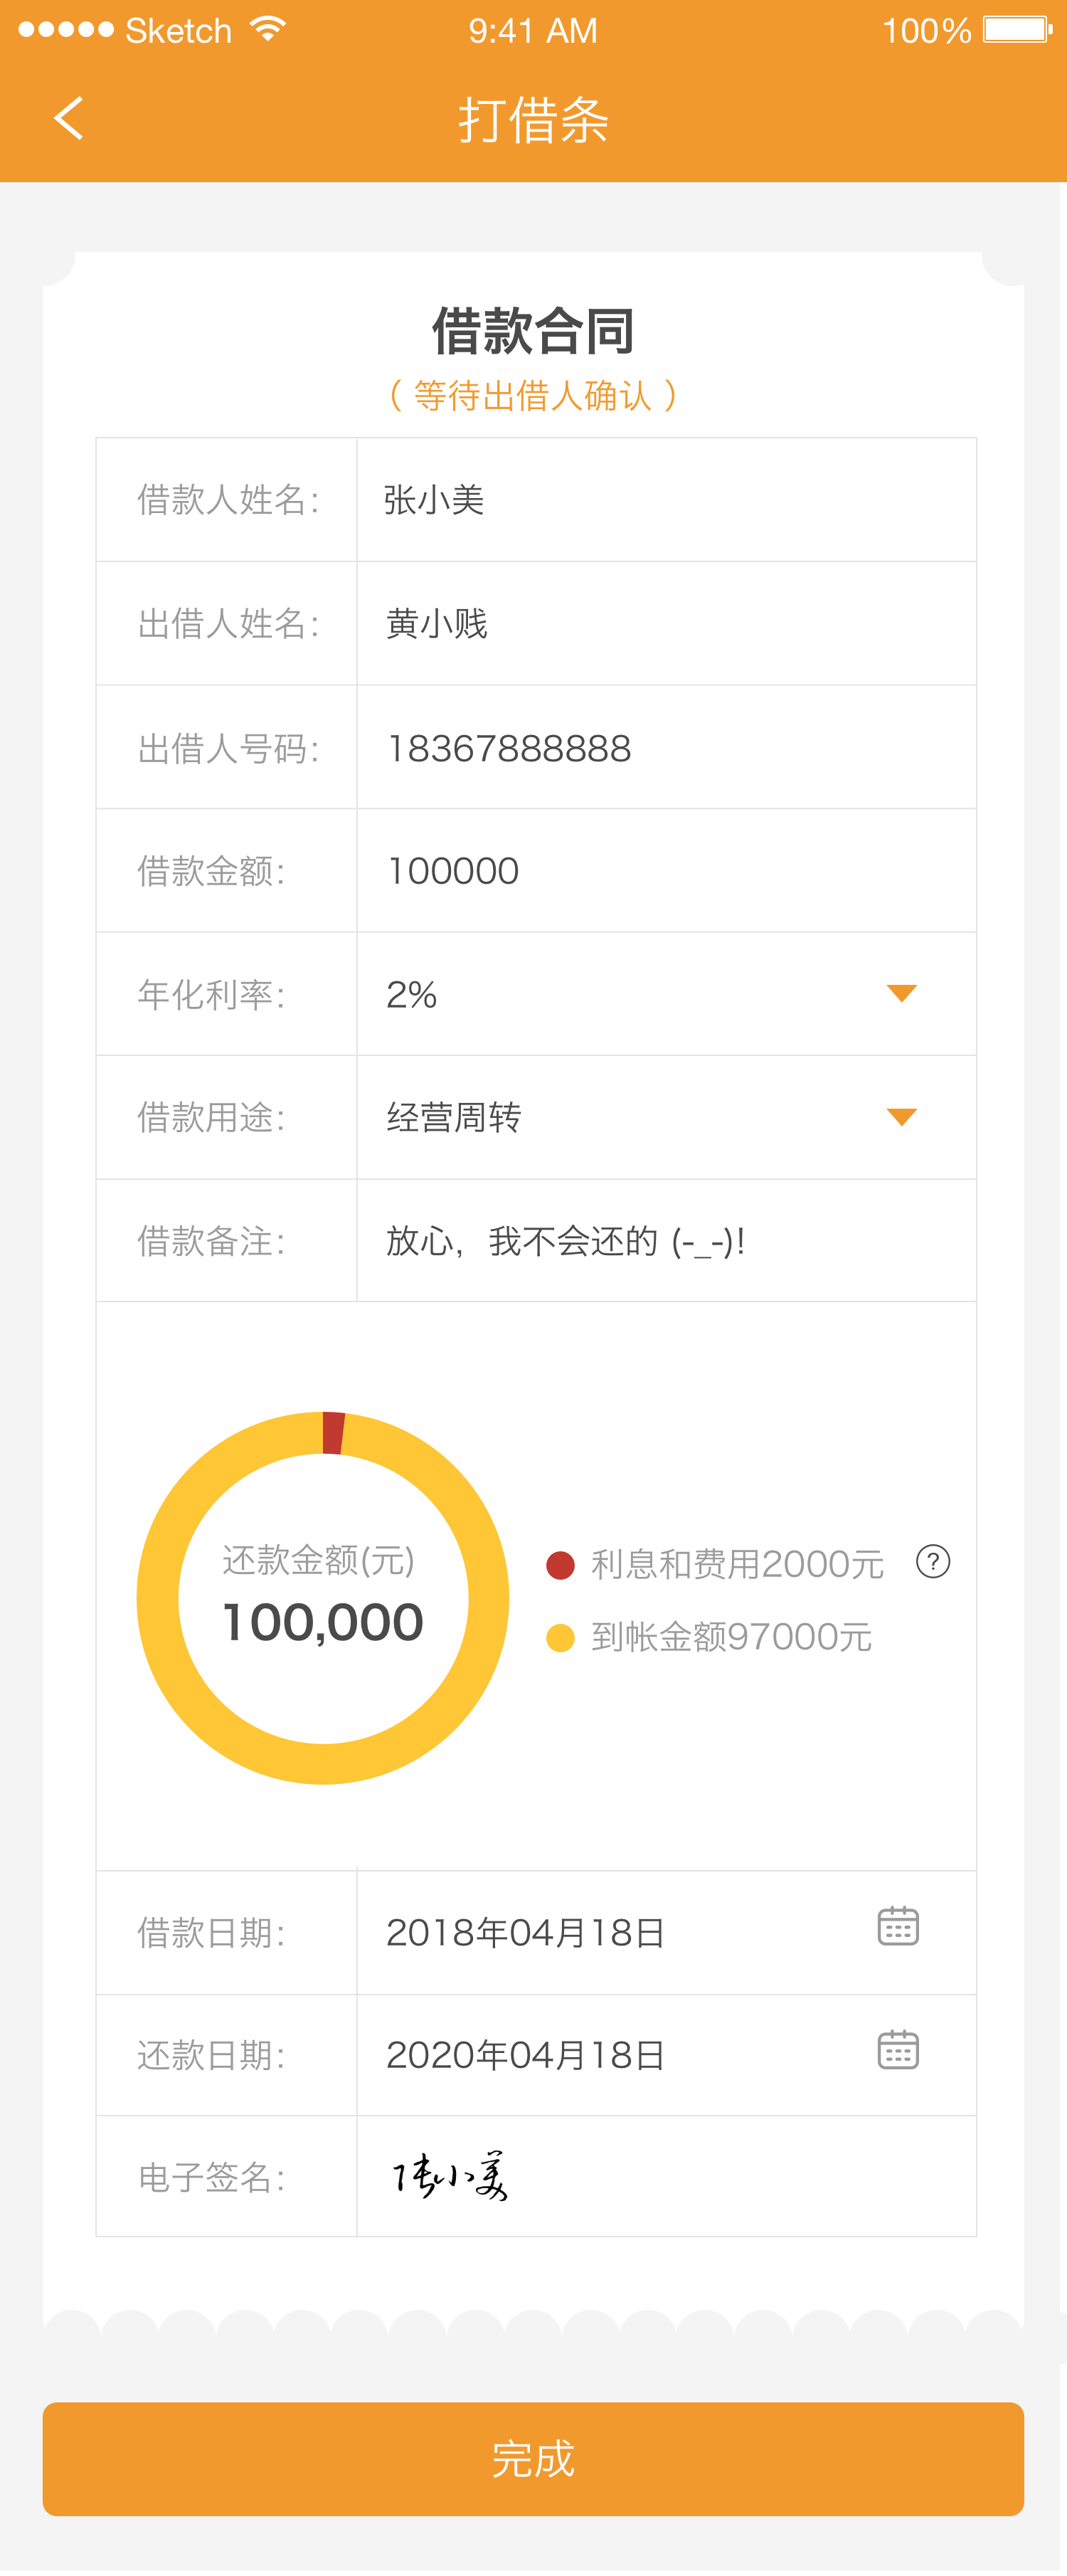 Sketch 9:41 AM 100%
打借条
借款合同
( 等待出借人确认 )
借款人姓名: 张小美
出借人姓名: 黄小贱
出借人号码: 18367888888
借款金额: 100000
年化利率: 2%
借款用途: 经营周转
借款备注: 放心，我不会还的 (-_-)!
还款金额(元)
100,000
利息和费用2000元 ?
到帐金额97000元
借款日期: 2018年04月18日
还款日期: 2020年04月18日
电子签名: 张小美
完成